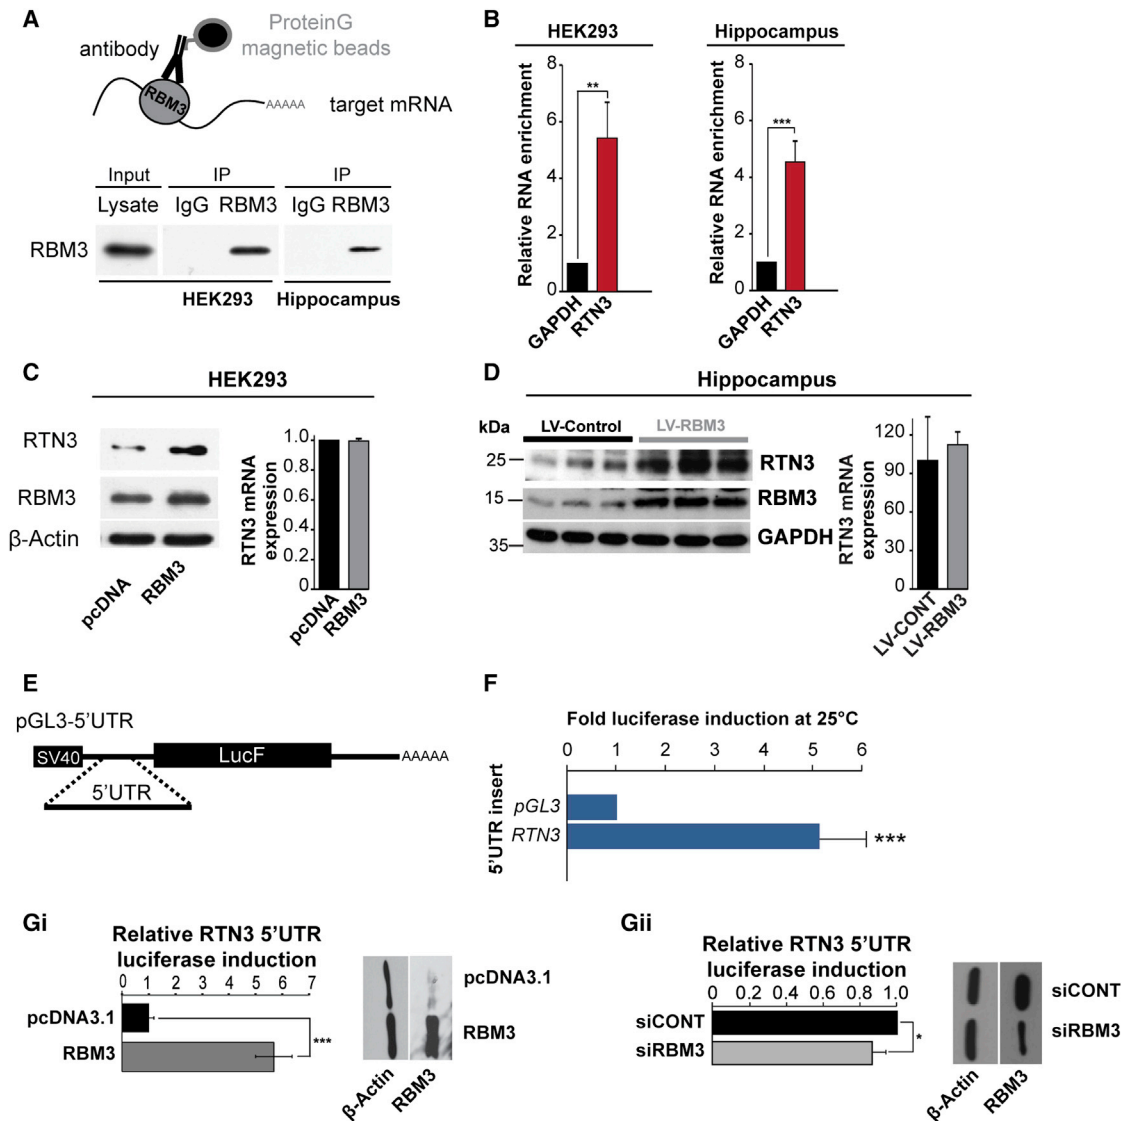 A
ProteinG
magnetic beads
antibody
RBM3
AAAAA
target mRNA
Input
IP
IP
Lysate
IgG RBM3
IgG RBM3
RBM3
HEK293
Hippocampus
B
HEK293
Relative RNA enrichment
8
6
4
2
0
**
GAPDH
RTN3
Hippocampus
Relative RNA enrichment
8
6
4
2
0
***
GAPDH
RTN3
C
HEK293
RTN3
RBM3
β-Actin
pcDNA
RBM3
RTN3 mRNA
expression
1.0
0.8
0.6
0.4
0.2
0
pcDNA
RBM3
D
Hippocampus
kDa
LV-Control
LV-RBM3
25
15
35
RTN3
RBM3
GAPDH
RTN3 mRNA
expression
120
90
60
30
0
LV-CONT
LV-RBM3
E
pGL3-5'UTR
SV40
LucF
AAAAA
5'UTR
F
Fold luciferase induction at 25°C
0 1 2 3 4 5 6
5'UTR insert
pGL3
RTN3
***
Gi
Relative RTN3 5'UTR
luciferase induction
0 1 2 3 4 5 6 7
pcDNA3.1
RBM3
***
pcDNA3.1
RBM3
β-Actin
RBM3
Gii
Relative RTN3 5'UTR
luciferase induction
0 0.2 0.4 0.6 0.8 1.0
siCONT
siRBM3
*
siCONT
siRBM3
β-Actin
RBM3